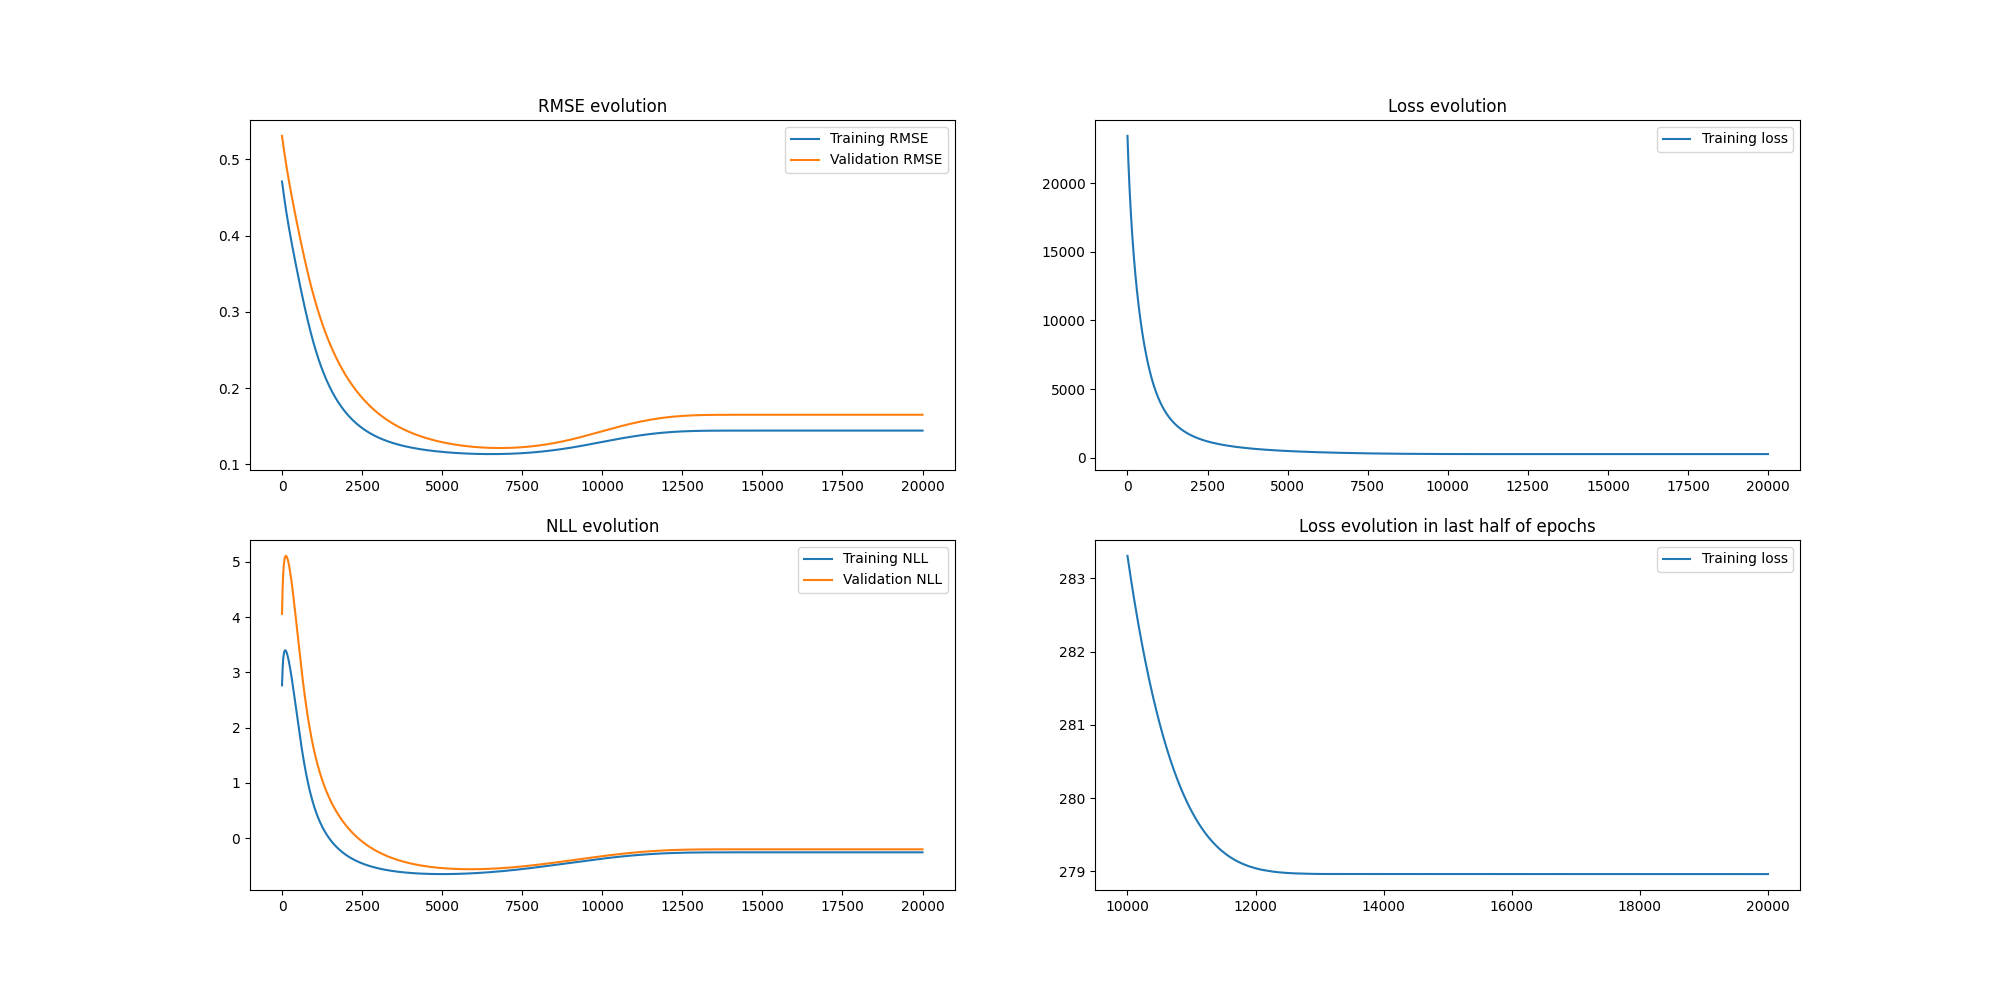 RMSE evolution
0.5
0.4
0.3
0.2
0.1
Training RMSE
Validation RMSE
0 2500 5000 7500 10000 12500 15000 17500 20000
Loss evolution
20000
15000
10000
5000
0
Training loss
0 2500 5000 7500 10000 12500 15000 17500 20000
NLL evolution
5
4
3
2
1
0
Training NLL
Validation NLL
0 2500 5000 7500 10000 12500 15000 17500 20000
Loss evolution in last half of epochs
283
282
281
280
279
Training loss
10000 12000 14000 16000 18000 20000